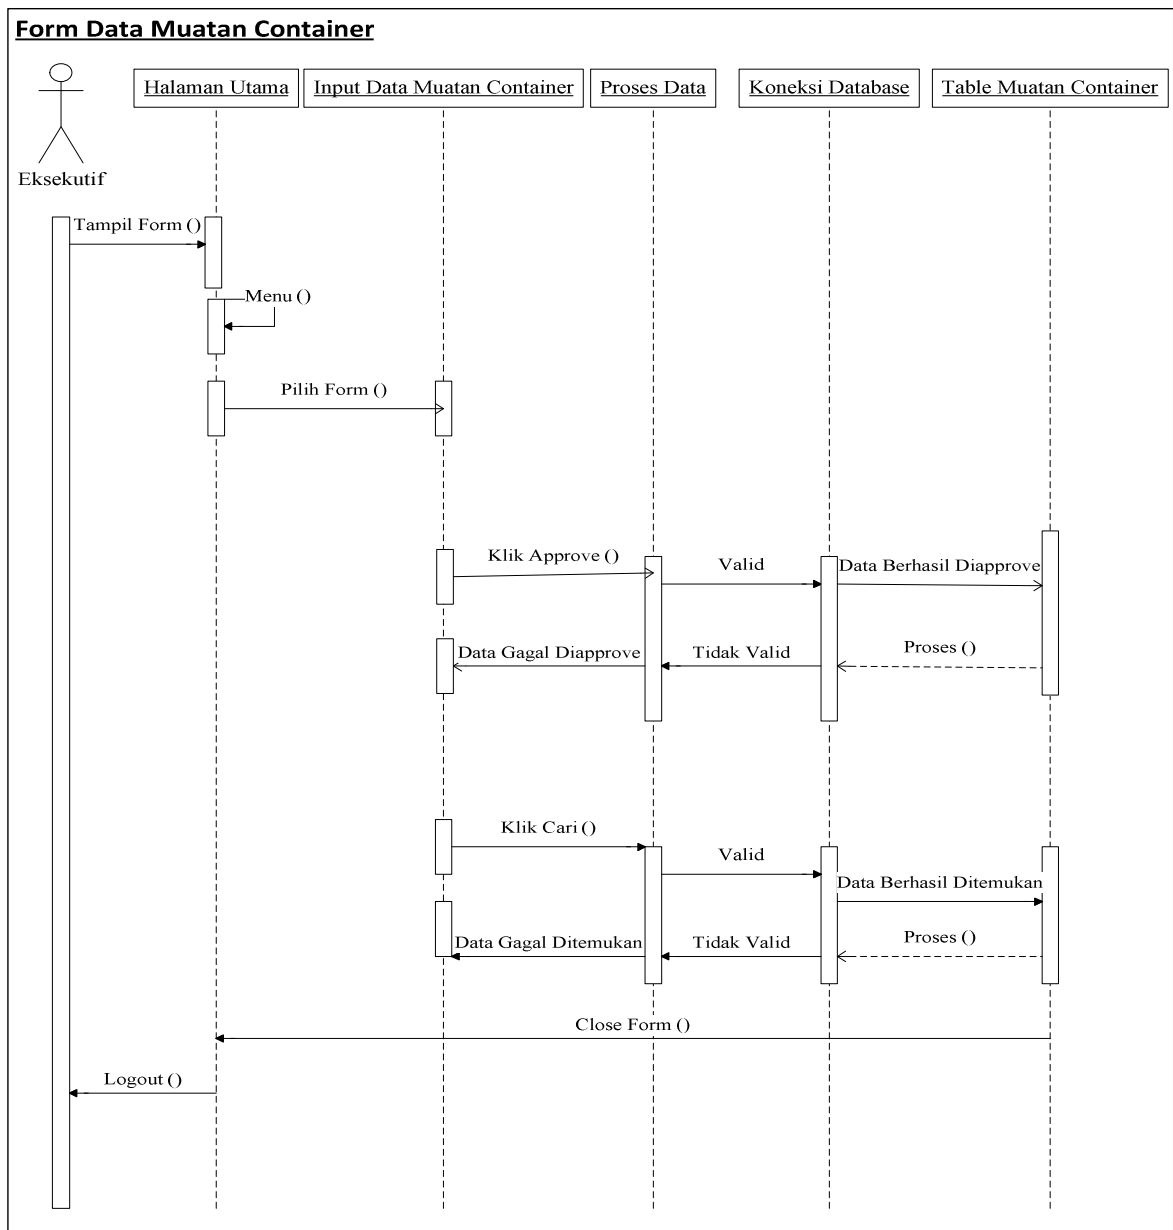 Form Data Muatan Container
Halaman Utama
Input Data Muatan Container
Proses Data
Koneksi Database
Table Muatan Container
Eksekutif
Tampil Form ()
Menu ()
Pilih Form ()
Klik Approve ()
Valid
Data Berhasil Diapprove
Data Gagal Diapprove
Tidak Valid
Proses ()
Klik Cari ()
Valid
Data Berhasil Ditemukan
Data Gagal Ditemukan
Tidak Valid
Proses ()
Close Form ()
Logout ()